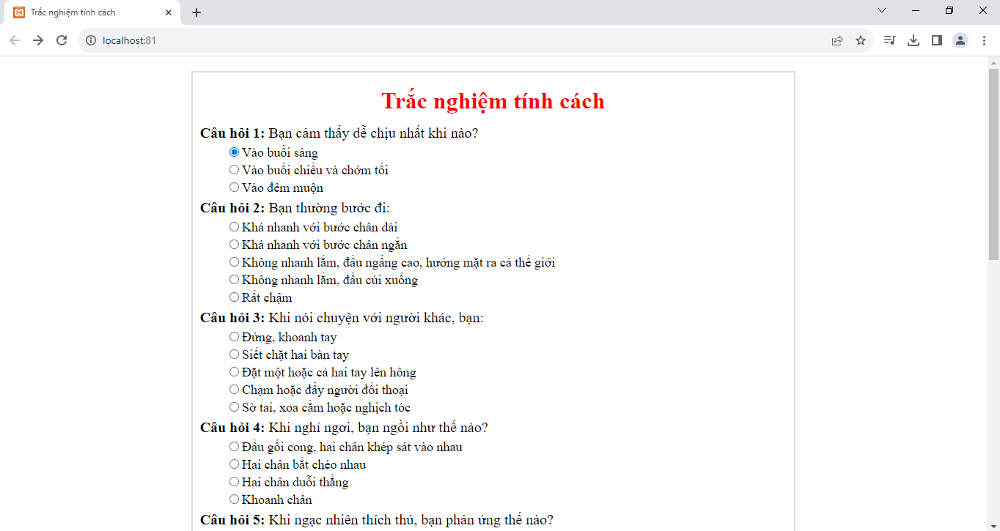 Trắc nghiệm tính cách
localhost:81
Trắc nghiệm tính cách
Câu hỏi 1: Bạn cảm thấy dễ chịu nhất khi nào?
Vào buổi sáng
Vào buổi chiều và chớm tối
Vào đêm muộn
Câu hỏi 2: Bạn thường bước đi:
Khá nhanh với bước chân dài
Khá nhanh với bước chân ngắn
Không nhanh lắm, đầu ngẩng cao, hướng mặt ra cả thế giới
Không nhanh lắm, đầu cúi xuống
Rất chậm
Câu hỏi 3: Khi nói chuyện với người khác, bạn:
Đứng, khoanh tay
Siết chặt hai bàn tay
Đặt một hoặc cả hai tay lên hông
Chạm hoặc đẩy người đối thoại
Sờ tai, xoa cằm hoặc nghịch tóc
Câu hỏi 4: Khi nghỉ ngơi, bạn ngồi như thế nào?
Đầu gối cong, hai chân khép sát vào nhau
Hai chân bắt chéo nhau
Hai chân duỗi thẳng
Khoanh chân
Câu hỏi 5: Khi ngạc nhiên thích thú, bạn phản ứng thế nào?